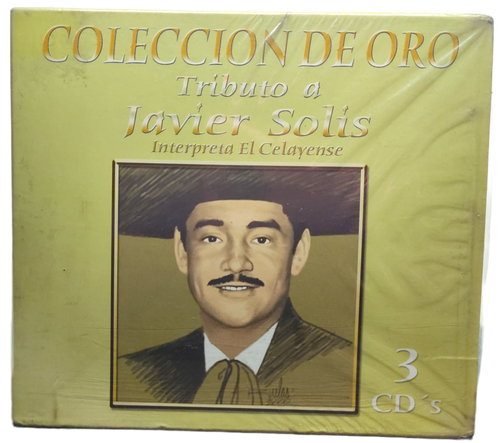 COLECCION DE ORO
Tributo a
Javier Solis
Interpreta El Celayense
3
CD´s